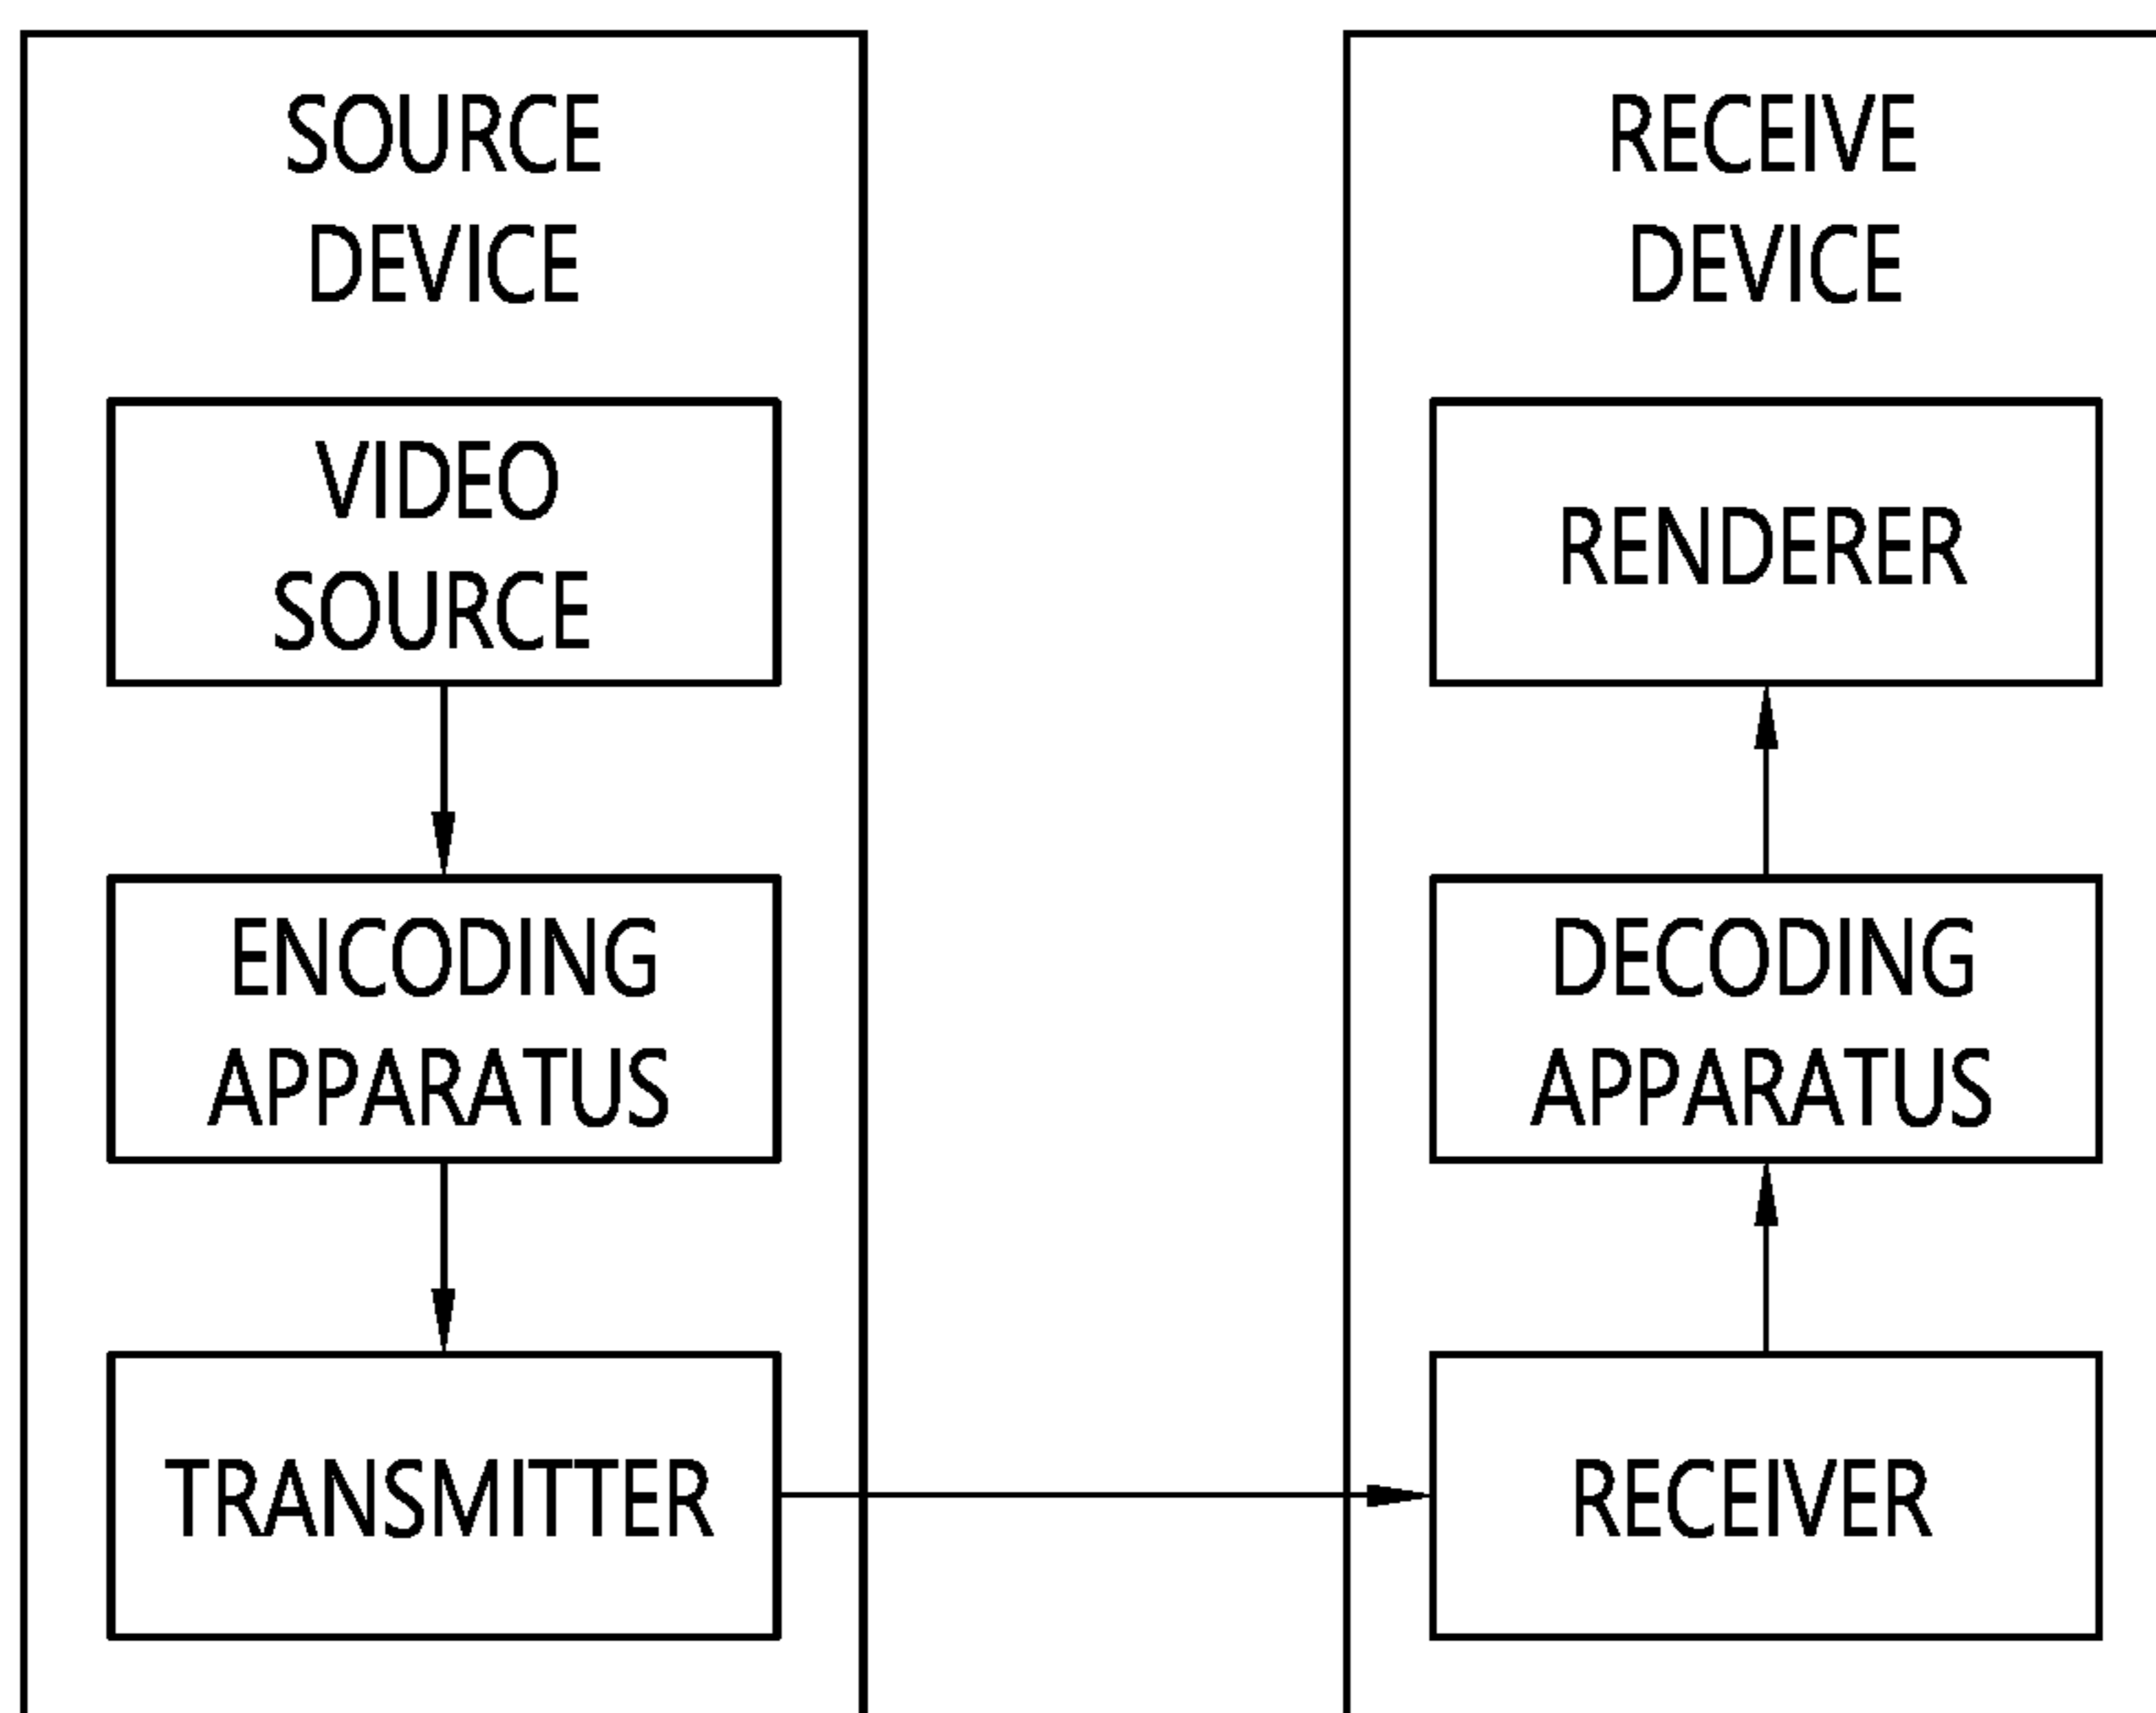 SOURCE
DEVICE
VIDEO
SOURCE
ENCODING
APPARATUS
TRANSMITTER
RECEIVE
DEVICE
RENDERER
DECODING
APPARATUS
RECEIVER